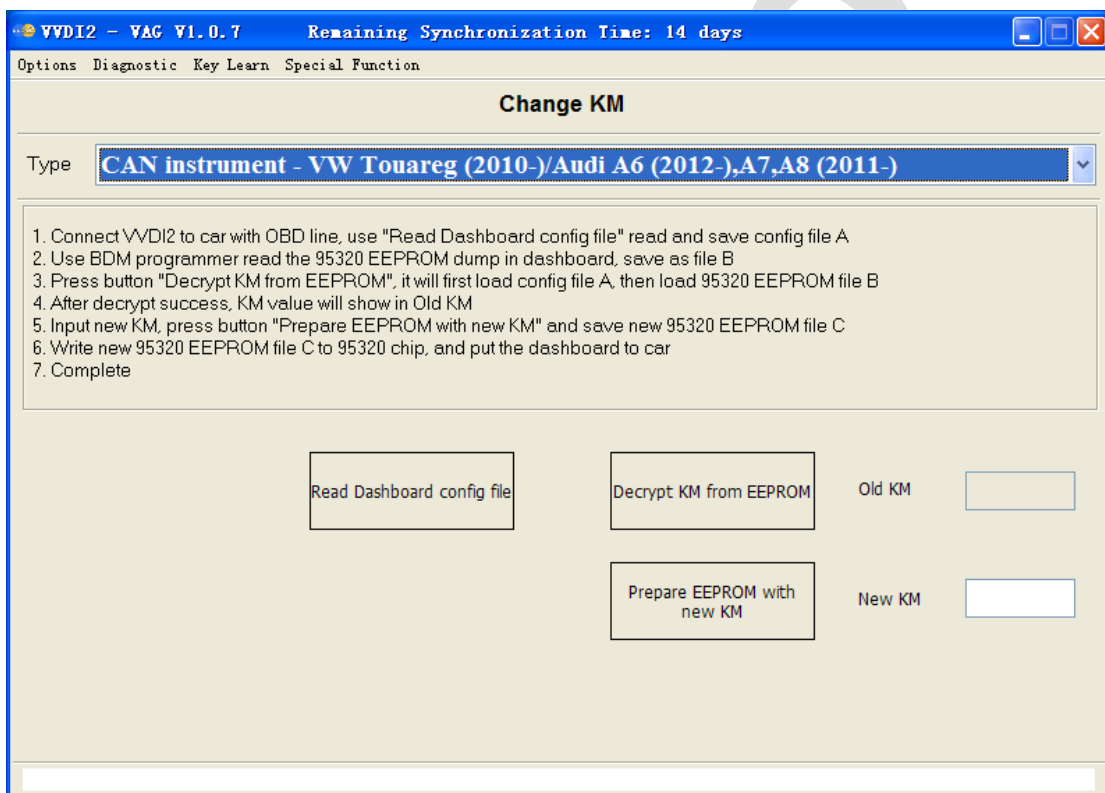 VVDI2 - VAG V1.0.7 Remaining Synchronization Time: 14 days
Options Diagnostic Key Learn Special Function
Change KM
Type CAN instrument - VW Touareg (2010-)/Audi A6 (2012-),A7,A8 (2011-)
1. Connect VVDI2 to car with OBD line, use "Read Dashboard config file" read and save config file A
2. Use BDM programmer read the 95320 EEPROM dump in dashboard, save as file B
3. Press button "Decrypt KM from EEPROM", it will first load config file A, then load 95320 EEPROM file B
4. After decrypt success, KM value will show in Old KM
5. Input new KM, press button "Prepare EEPROM with new KM" and save new 95320 EEPROM file C
6. Write new 95320 EEPROM file C to 95320 chip, and put the dashboard to car
7. Complete
Read Dashboard config file Decrypt KM from EEPROM Old KM
Prepare EEPROM with
new KM
New KM